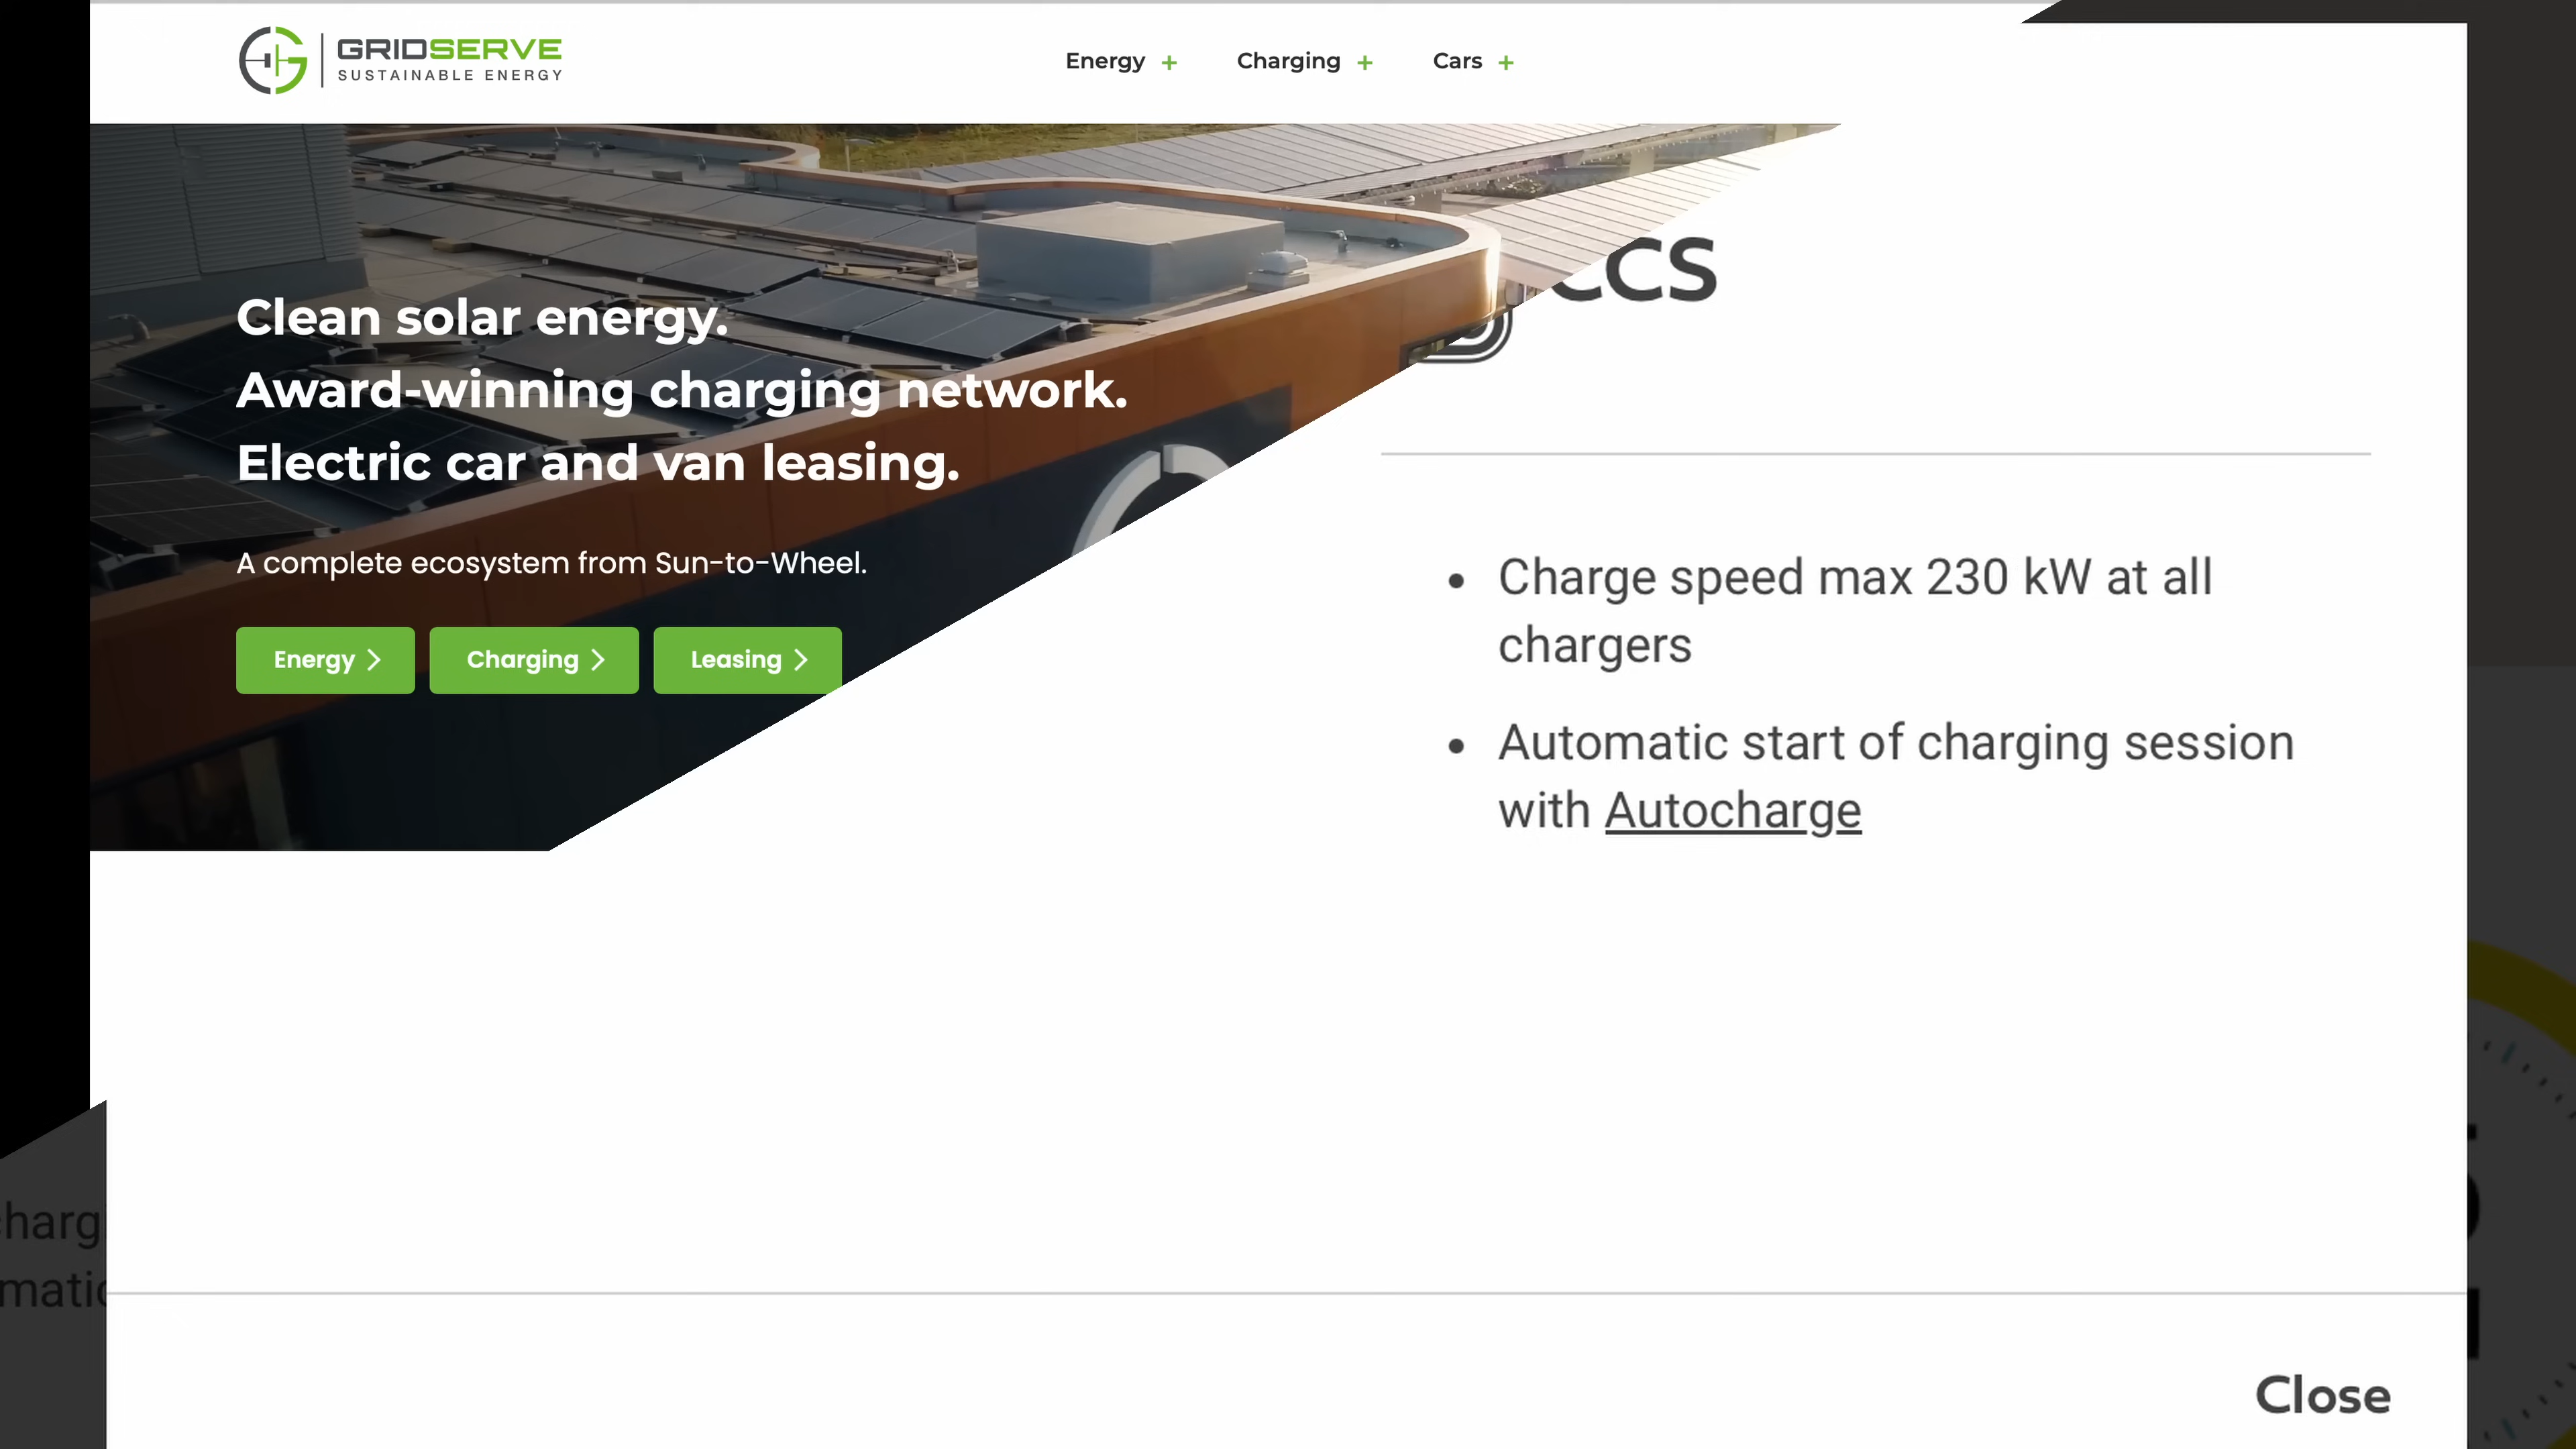 GRIDSERVE
SUSTAINABLE ENERGY
Energy +
Charging +
Cars +
Clean solar energy.
Award-winning charging network.
Electric car and van leasing.
A complete ecosystem from Sun-to-Wheel.
Energy
Charging
Leasing
CCS
Charge speed max 230 kW at all
chargers
Automatic start of charging session
with Autocharge
Close